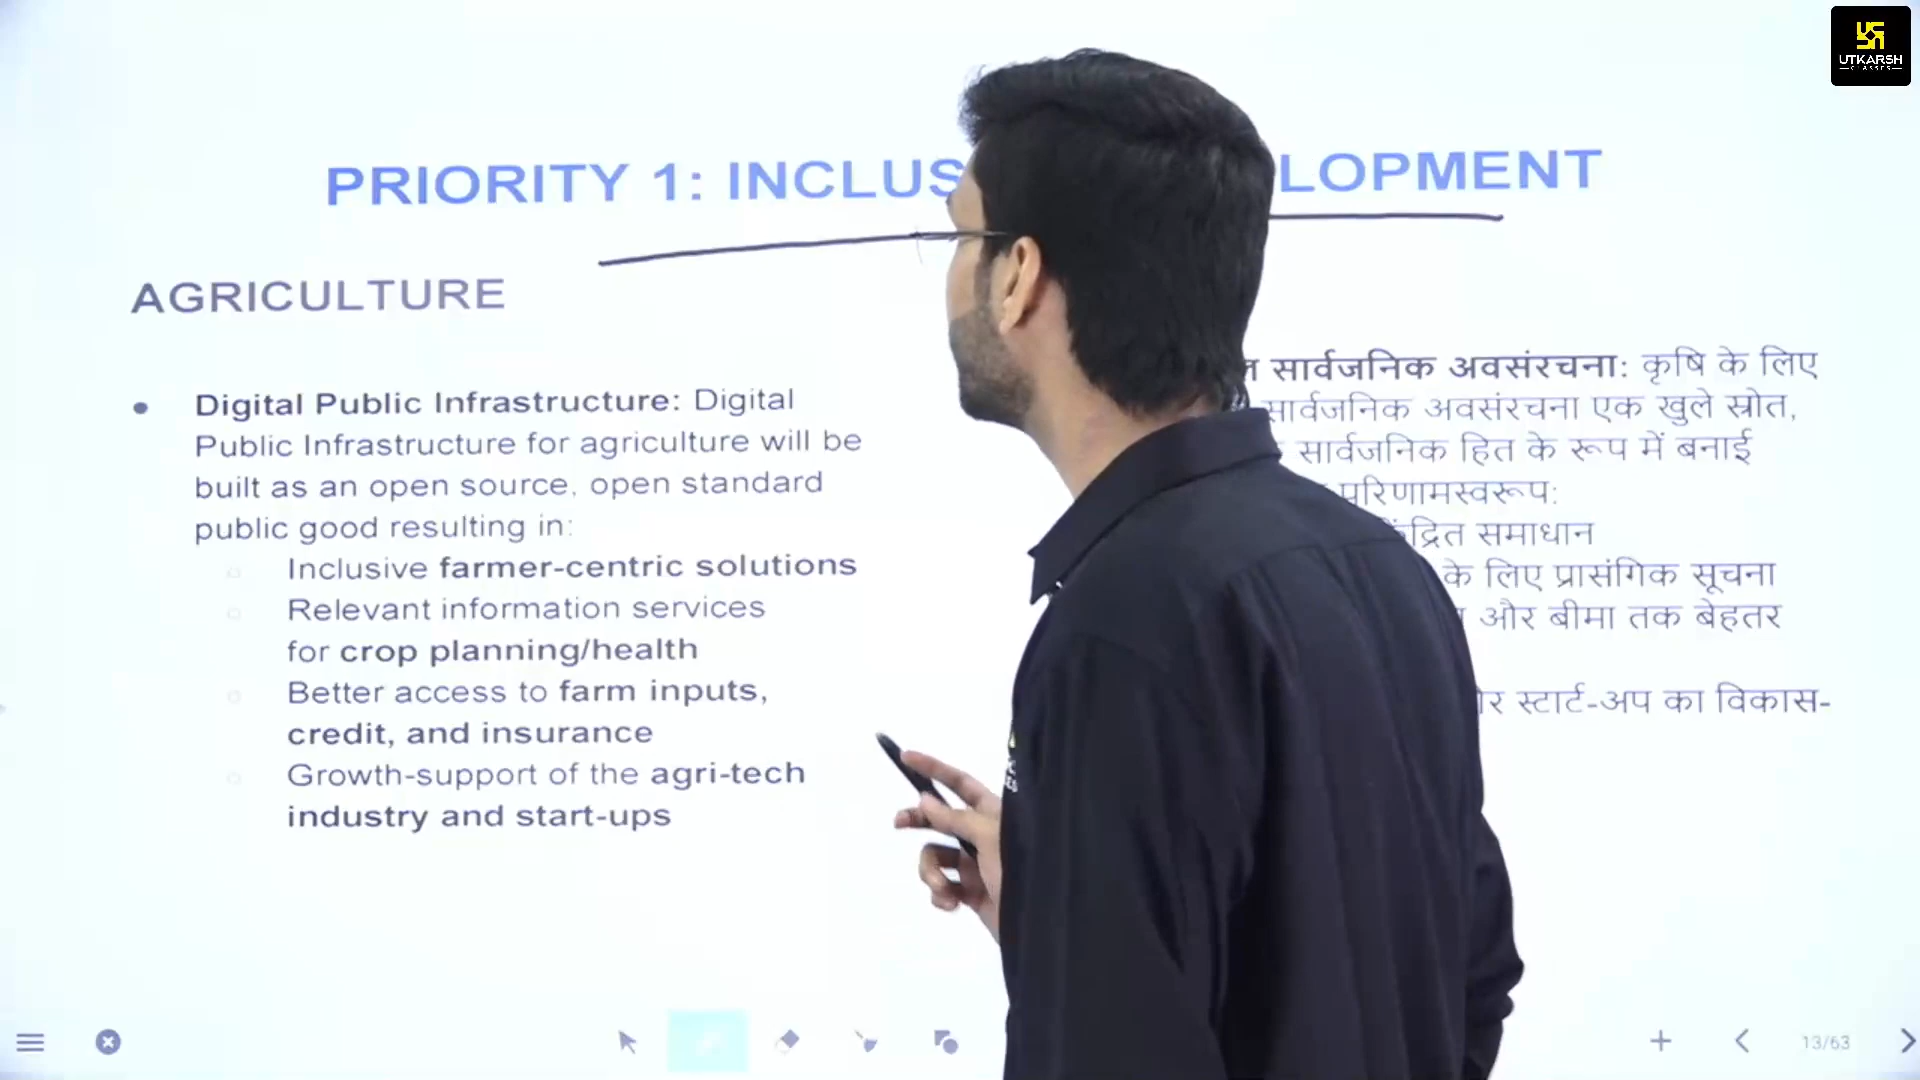 UTKARSH
CLASSES
PRIORITY 1: INCLUS LOPMENT
AGRICULTURE
Digital Public Infrastructure: Digital
Public Infrastructure for agriculture will be
built as an open source, open standard
public good resulting in:
Inclusive farmer-centric solutions
Relevant information services
for crop planning/health
Better access to farm inputs,
credit, and insurance
Growth-support of the agri-tech
industry and start-ups
सार्वजनिक अवसंरचना: कृषि के लिए
सार्वजनिक अवसंरचना एक खुले स्रोत,
सार्वजनिक हित के रूप में बनाई
परिणामस्वरूप:
केंद्रित समाधान
के लिए प्रासंगिक सूचना
और बीमा तक बेहतर
स्टार्ट-अप का विकास-
13/63